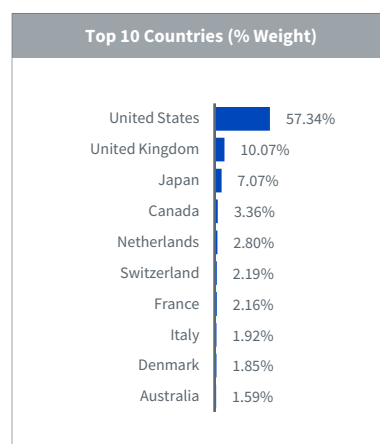 Top 10 Countries (% Weight)
United States 57.34%
United Kingdom 10.07%
Japan 7.07%
Canada 3.36%
Netherlands 2.80%
Switzerland 2.19%
France 2.16%
Italy 1.92%
Denmark 1.85%
Australia 1.59%